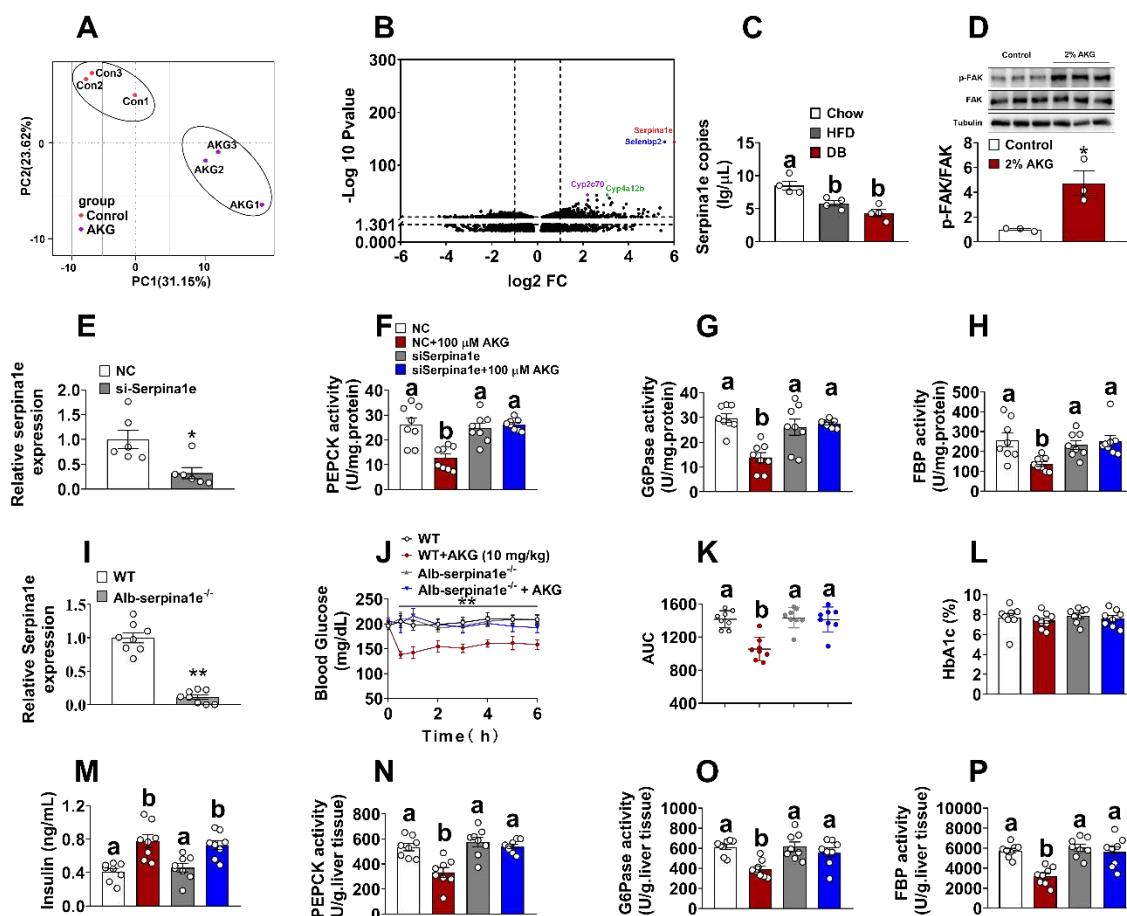 A
PC2(23.62%)
0
-10
-10
0
10
PC1(31.15%)
Con3
Con2
Con1
AKG3
AKG2
AKG1
group
Conrol
AKG
B
-Log 10 Pvalue
300
150
1.301
0.000
-6
-4
-2
0
2
4
6
log2 FC
Serpina1e
Selenbp2
Cyp2c70
Cyp4a12b
C
Serpina1e copies
(lg/μL)
15
10
5
0
Chow
HFD
DB
a
b
b
D
Control
2% AKG
p-FAK
FAK
Tubulin
p-FAK/FAK
8
6
4
2
0
Control
2% AKG
*
E
Relative serpina1e
expression
2.0
1.5
1.0
0.5
0.0
NC
si-Serpina1e
*
F
NC
NC+100 μM AKG
siSerpina1e
siSerpina1e+100 μM AKG
PEPCK activity
(U/mg.protein)
40
30
20
10
0
a
b
a
a
G
G6Pase activity
(U/mg.protein)
50
40
30
20
10
0
a
b
a
a
H
FBP activity
(U/mg.protein)
500
400
300
200
100
0
a
b
a
a
I
Relative Serpina1e
expression
1.5
1.0
0.5
0.0
WT
Alb-serpina1e-/-
**
J
WT
WT+AKG (10 mg/kg)
Alb-serpina1e-/-
Alb-serpina1e-/- + AKG
**
Blood Glucose
(mg/dL)
300
250
200
150
100
50
0
2
4
6
Time( h)
K
AUC
1600
1200
800
400
a
b
a
a
L
HbA1c (%)
10
8
6
4
2
0
M
Insulin (ng/mL)
1.2
0.8
0.4
0.0
a
b
a
b
N
PEPCK activity
U/g.liver tissue)
800
600
400
200
0
a
b
a
a
O
G6Pase activity
(U/g.liver tissue)
1000
800
600
400
200
0
a
b
a
a
P
FBP activity
(U/g.liver tissue)
10000
8000
6000
4000
2000
0
a
b
a
a